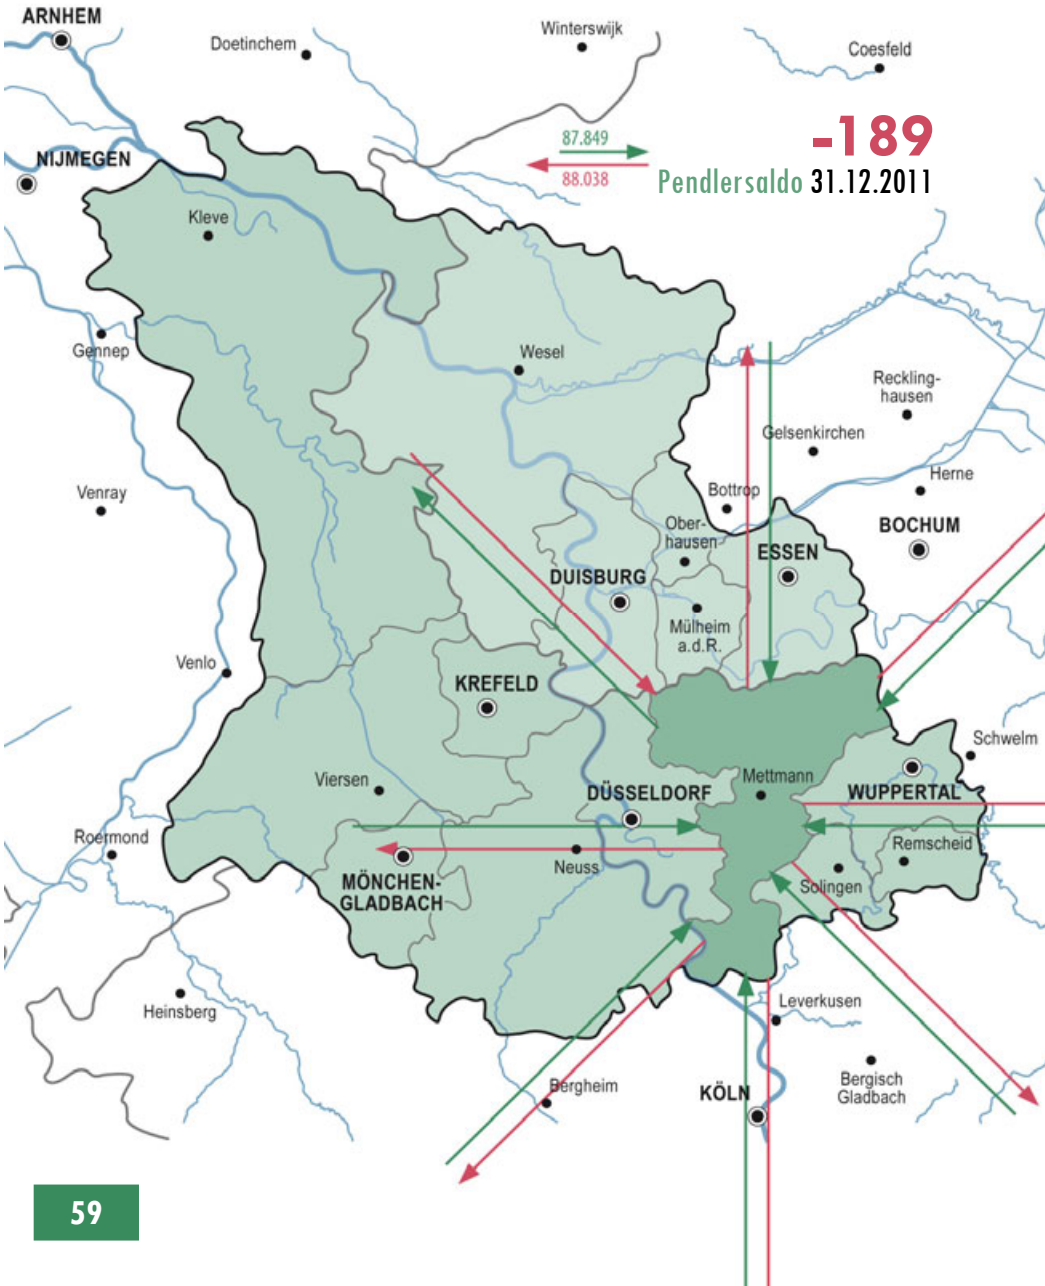 ARNHEM
Doetinchem
Winterswijk
Coesfeld
-189
87.849
88.038
Pendlersaldo 31.12.2011
NIJMEGEN
Kleve
Gennep
Wesel
Reckling-
hausen
Gelsenkirchen
Herne
Venray
Bottrop
BOCHUM
Ober-
hausen
ESSEN
DUISBURG
Mülheim
a.d.R.
Venlo
KREFELD
Schwelm
Viersen
Mettmann
DÜSSELDORF
WUPPERTAL
Roermond
Neuss
Remscheid
Solingen
MÖNCHEN-
GLADBACH
Heinsberg
Leverkusen
Bergheim
KÖLN
Bergisch
Gladbach
59